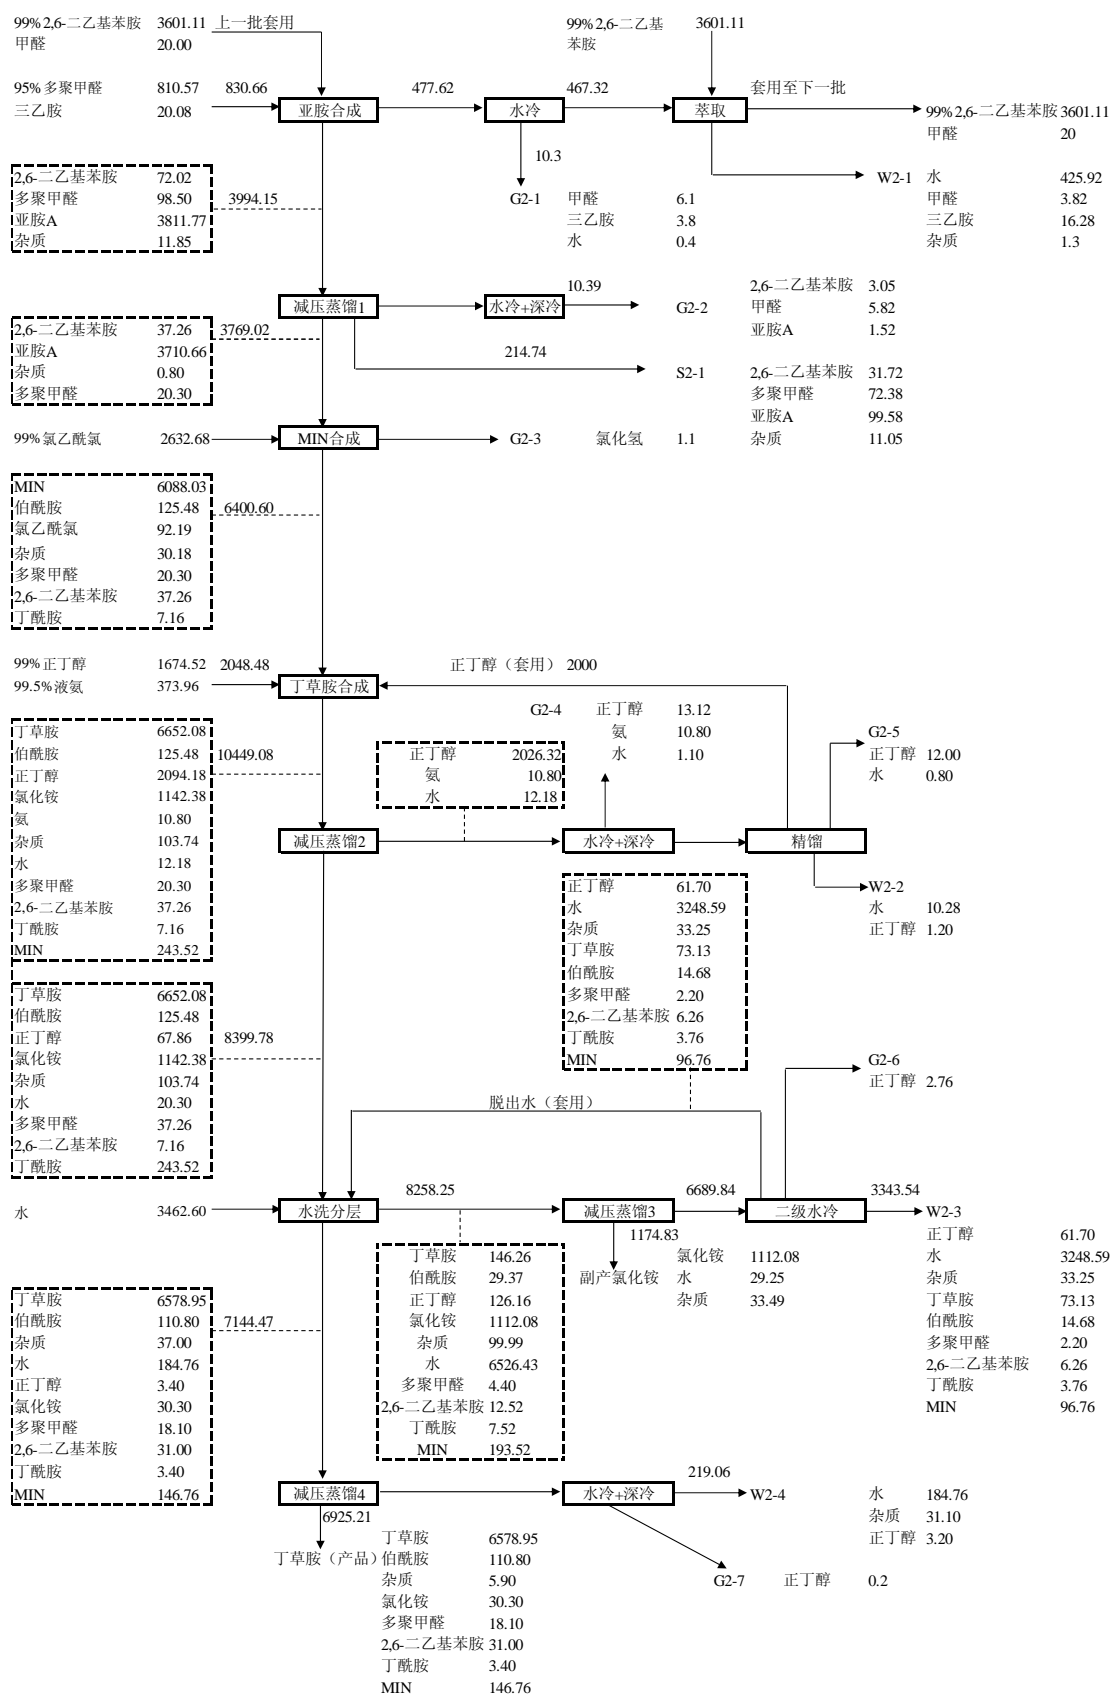 99% 2,6-二乙基苯胺 3601.11 上一批套用
甲醛 20.00
99% 2,6-二乙基苯胺 3601.11
95% 多聚甲醛 810.57 830.66
三乙胺 20.08
亚胺合成
477.62
水冷
467.32
萃取
套用至下一批
99% 2,6-二乙基苯胺 3601.11
甲醛 20
10.3
G2-1 甲醛 6.1
三乙胺 3.8
水 0.4
W2-1 水 425.92
甲醛 3.82
三乙胺 16.28
杂质 1.3
2,6-二乙基苯胺 72.02
多聚甲醛 98.50 3994.15
亚胺A 3811.77
杂质 11.85
减压蒸馏1
水冷+深冷
10.39
G2-2 2,6-二乙基苯胺 3.05
甲醛 5.82
亚胺A 1.52
2,6-二乙基苯胺 37.26 3769.02
亚胺A 3710.66
杂质 0.80
多聚甲醛 20.30
214.74
S2-1 2,6-二乙基苯胺 31.72
多聚甲醛 72.38
亚胺A 99.58
杂质 11.05
99% 氯乙酰氯 2632.68
MIN合成
G2-3 氯化氢 1.1
MIN 6088.03
伯酰胺 125.48 6400.60
氯乙酰氯 92.19
杂质 30.18
多聚甲醛 20.30
2,6-二乙基苯胺 37.26
丁酰胺 7.16
99% 正丁醇 1674.52 2048.48
99.5% 液氨 373.96
丁草胺合成
正丁醇（套用） 2000
G2-4 正丁醇 13.12
氨 10.80
水 1.10
G2-5
正丁醇 12.00
水 0.80
丁草胺 6652.08
伯酰胺 125.48 10449.08
正丁醇 2094.18
氯化铵 1142.38
氨 10.80
杂质 103.74
水 12.18
多聚甲醛 20.30
2,6-二乙基苯胺 37.26
丁酰胺 7.16
MIN 243.52
正丁醇 2026.32
氨 10.80
水 12.18
减压蒸馏2
水冷+深冷
精馏
W2-2
水 10.28
正丁醇 1.20
正丁醇 61.70
水 3248.59
杂质 33.25
丁草胺 73.13
伯酰胺 14.68
多聚甲醛 2.20
2,6-二乙基苯胺 6.26
丁酰胺 3.76
MIN 96.76
丁草胺 6652.08
伯酰胺 125.48
正丁醇 67.86 8399.78
氯化铵 1142.38
杂质 103.74
水 20.30
多聚甲醛 37.26
2,6-二乙基苯胺 7.16
丁酰胺 243.52
G2-6
正丁醇 2.76
脱出水（套用）
水 3462.60
水洗分层
8258.25
减压蒸馏3
6689.84
二级水冷
3343.54
W2-3
正丁醇 61.70
水 3248.59
杂质 33.25
丁草胺 73.13
伯酰胺 14.68
多聚甲醛 2.20
2,6-二乙基苯胺 6.26
丁酰胺 3.76
MIN 96.76
1174.83
副产氯化铵
氯化铵 1112.08
水 29.25
杂质 33.49
丁草胺 146.26
伯酰胺 29.37
正丁醇 126.16
氯化铵 1112.08
杂质 99.99
水 6526.43
多聚甲醛 4.40
2,6-二乙基苯胺 12.52
丁酰胺 7.52
MIN 193.52
丁草胺 6578.95
伯酰胺 110.80 7144.47
杂质 37.00
水 184.76
正丁醇 3.40
氯化铵 30.30
多聚甲醛 18.10
2,6-二乙基苯胺 31.00
丁酰胺 3.40
MIN 146.76
减压蒸馏4
水冷+深冷
219.06
W2-4 水 184.76
杂质 31.10
正丁醇 3.20
G2-7 正丁醇 0.2
6925.21
丁草胺（产品） 丁草胺 6578.95
伯酰胺 110.80
杂质 5.90
氯化铵 30.30
多聚甲醛 18.10
2,6-二乙基苯胺 31.00
丁酰胺 3.40
MIN 146.76